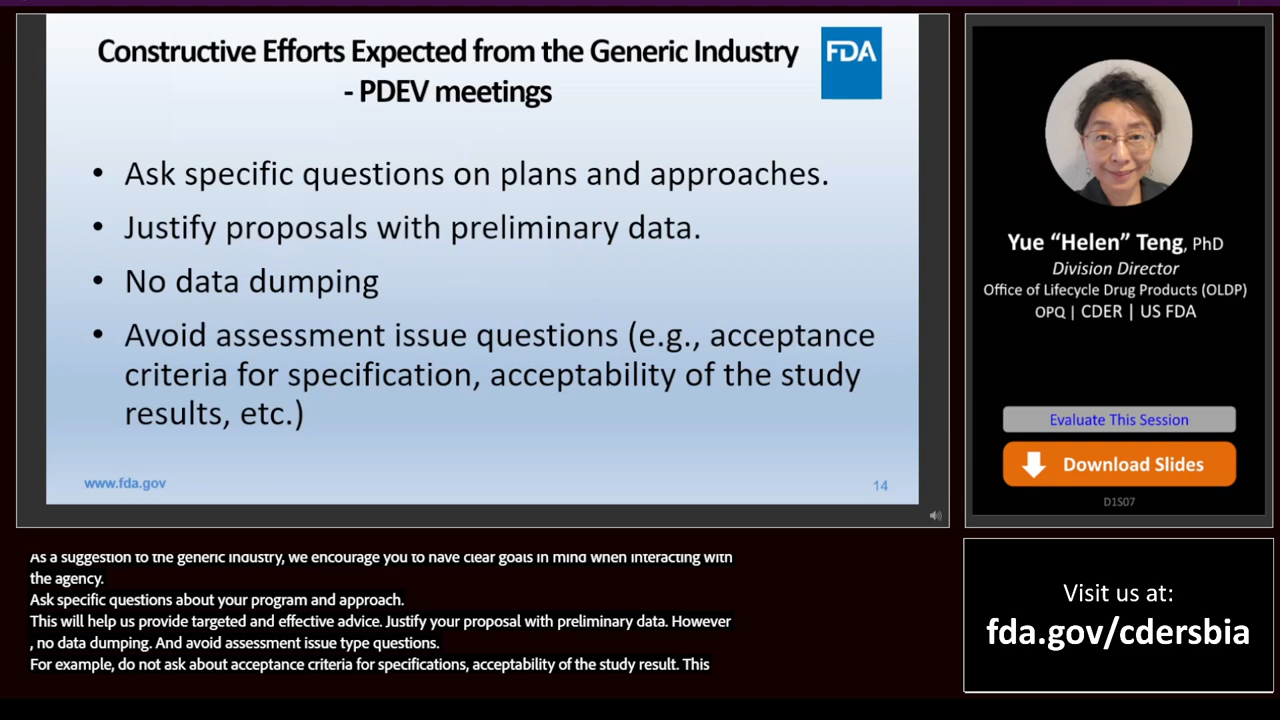 Constructive Efforts Expected from the Generic Industry
- PDEV meetings
FDA
• Ask specific questions on plans and approaches.
• Justify proposals with preliminary data.
• No data dumping
• Avoid assessment issue questions (e.g., acceptance
criteria for specification, acceptability of the study
results, etc.)
www.fda.gov
14
Yue “Helen” Teng, PhD
Division Director
Office of Lifecycle Drug Products (OLDP)
OPQ | CDER | US FDA
Evaluate This Session
Download Slides
D1S07
As a suggestion to the generic industry, we encourage you to have clear goals in mind when interacting with
the agency.
Ask specific questions about your program and approach.
This will help us provide targeted and effective advice. Justify your proposal with preliminary data. However
, no data dumping. And avoid assessment issue type questions.
For example, do not ask about acceptance criteria for specifications, acceptability of the study result. This
Visit us at:
fda.gov/cdersbia